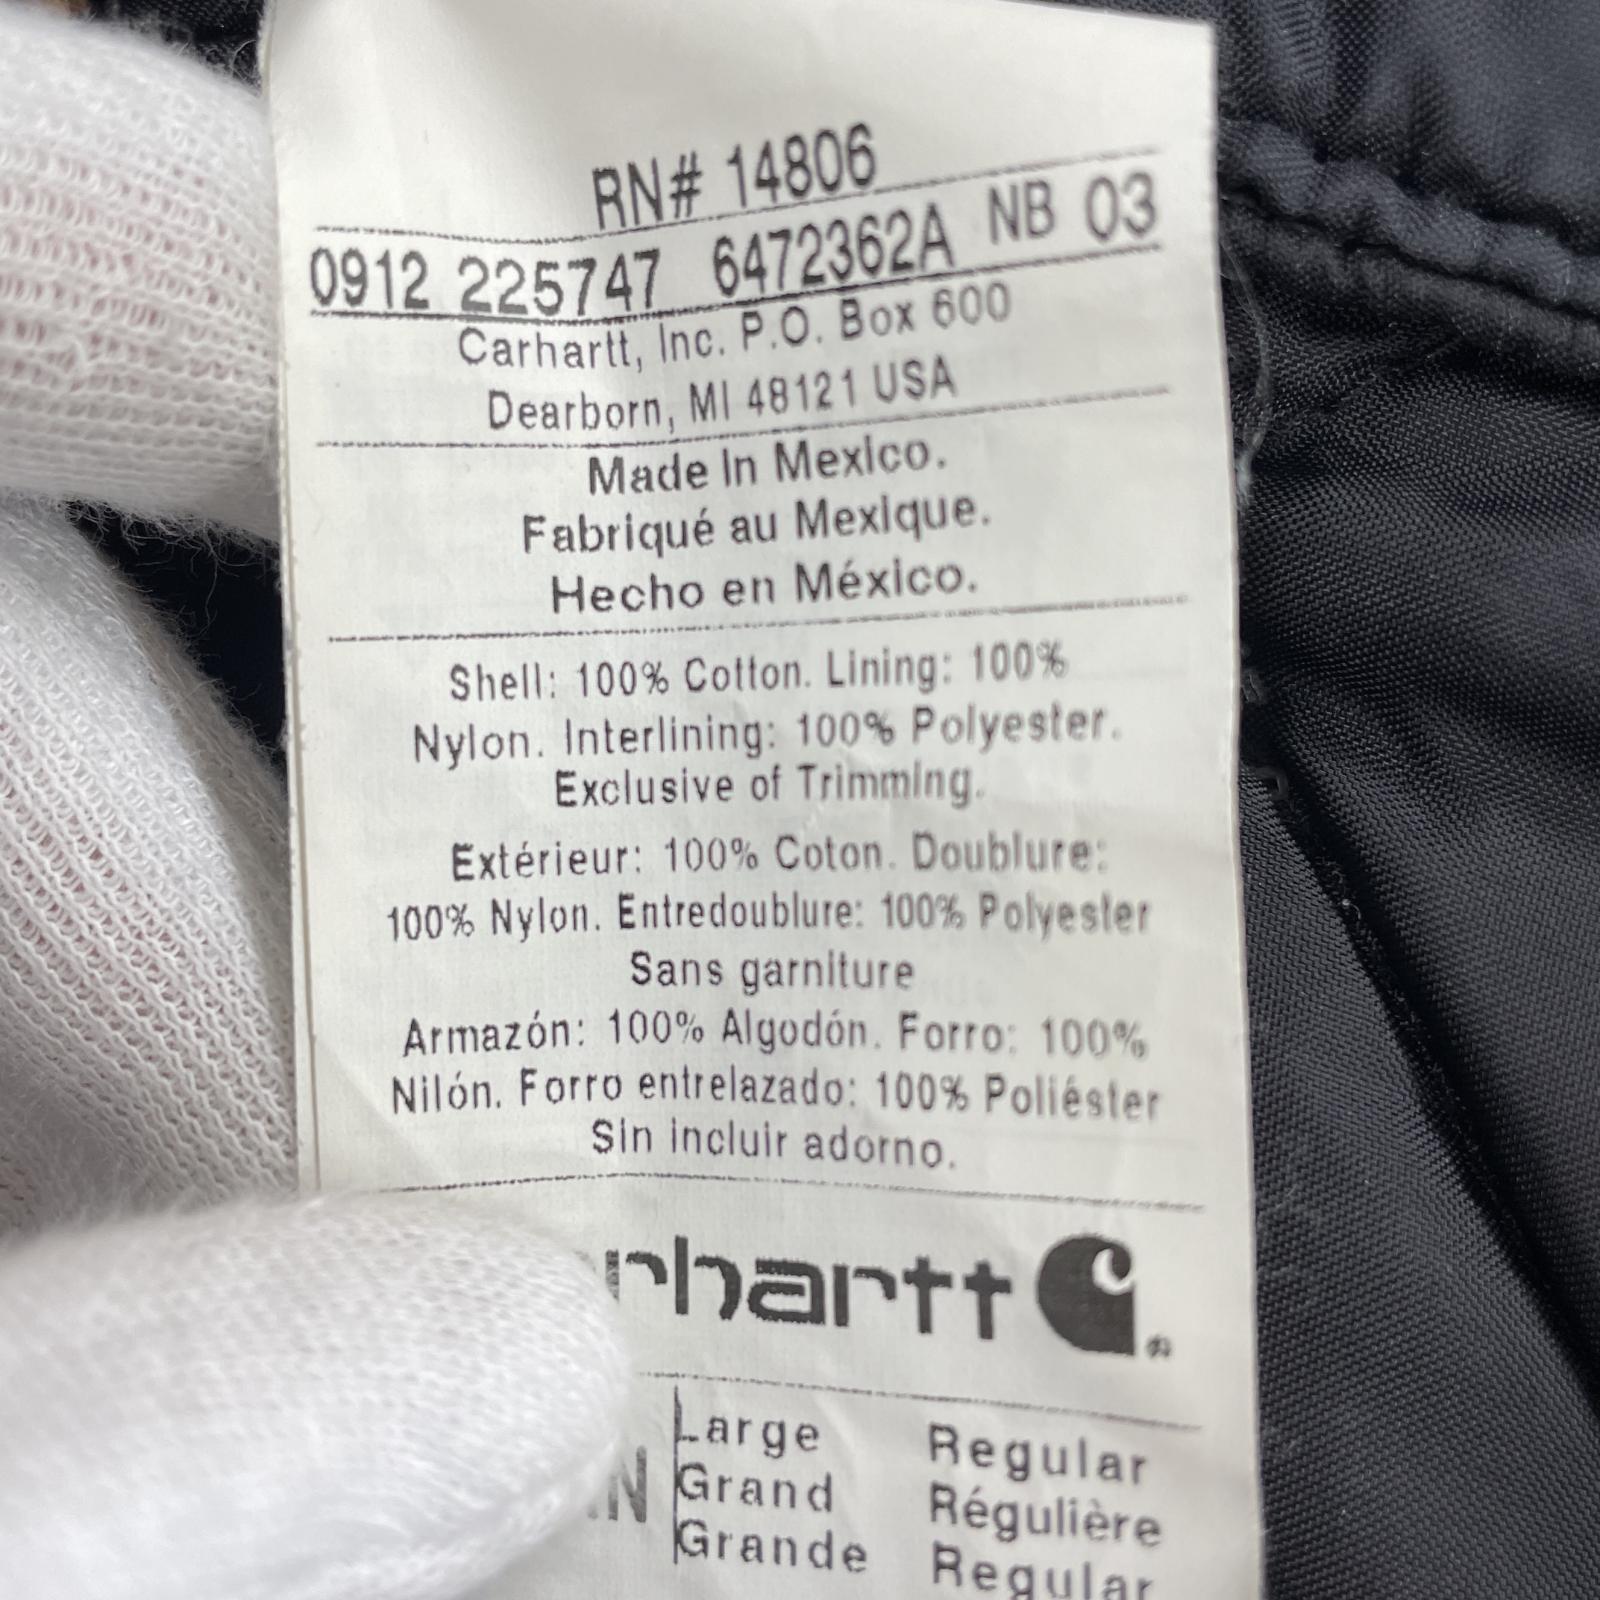 RN# 14806
0912 225747 6472362A NB 03
Carhartt, Inc. P.O. Box 600
Dearborn, MI 48121 USA
Made In Mexico.
Fabriqué au Mexique.
Hecho en México.
Shell: 100% Cotton. Lining: 100%
Nylon. Interlining: 100% Polyester.
Exclusive of Trimming.
Extérieur: 100% Coton. Doublure:
100% Nylon. Entredoublure: 100% Polyester
Sans garniture
Armazón: 100% Algodón. Forro: 100%
Nilón. Forro entrelazado: 100% Poliéster
Sin incluir adorno.
rhartt
Large Regular
Grand Régulière
Grande Regular